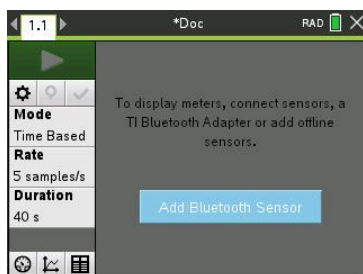 1.1
*Doc
RAD
Mode
Time Based
Rate
5 samples/s
Duration
40 s
To display meters, connect sensors, a
TI Bluetooth Adapter or add offline
sensors.
Add Bluetooth Sensor